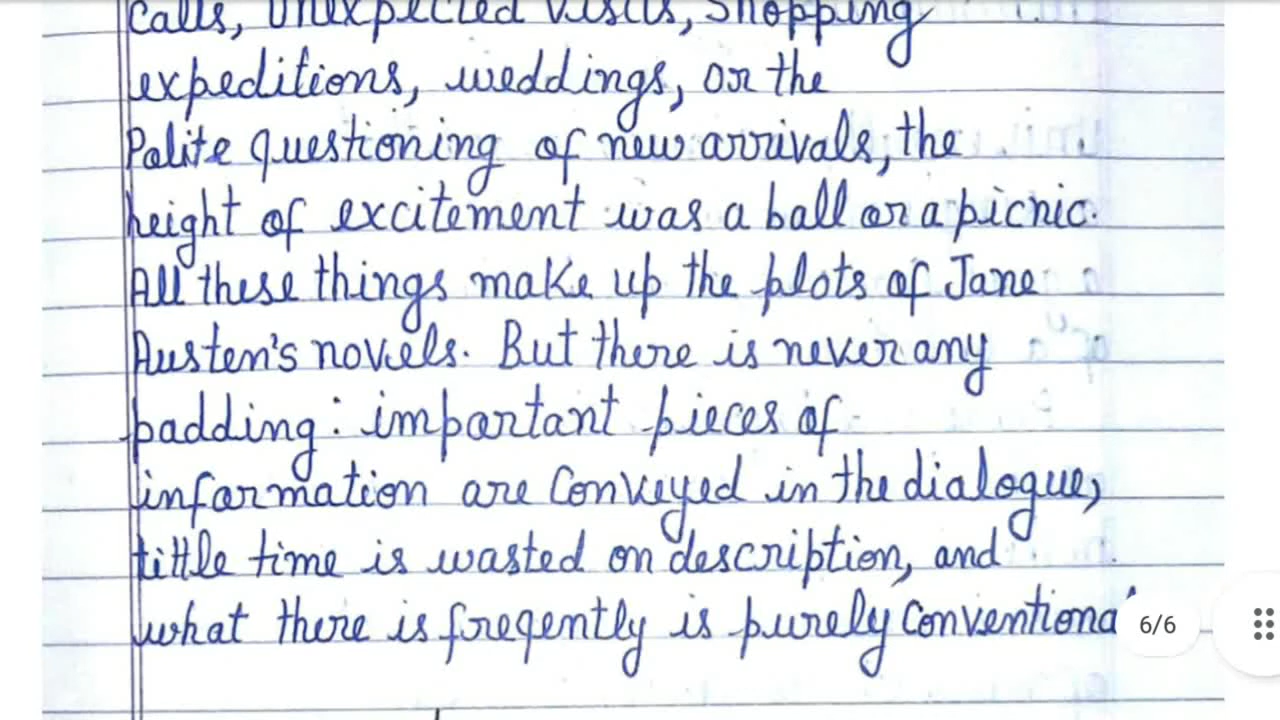 calls, Unexpected visits, Shopping
expeditions, weddings, or the
Polite questioning of new arrivals, the
height of excitement was a ball or a picnic.
All these things make up the plots of Jane
Austen's novels. But there is never any
padding: important pieces of
information are Conveyed in the dialogue,
tittle time is wasted on description, and
what there is freqently is purely Conventional
6/6